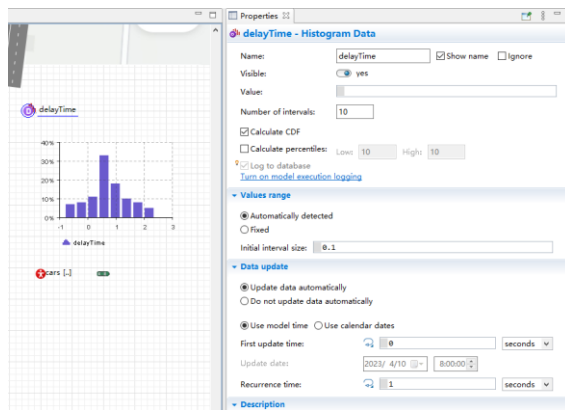 Properties
delayTime - Histogram Data
Name: delayTime Show name Ignore
Visible: yes
Value:
Number of intervals: 10
Calculate CDF
Calculate percentiles: Low: 10 High: 10
Log to database
Turn on model execution logging
Values range
Automatically detected
Fixed
Initial interval size: 0.1
Data update
Update data automatically
Do not update data automatically
Use model time Use calendar dates
First update time: 0 seconds
Update date: 2023/ 4/10 8:00:00
Recurrence time: 1 seconds
Description
delayTime
40%
30%
20%
10%
0%
-1 0 1 2 3
delayTime
cars [..]